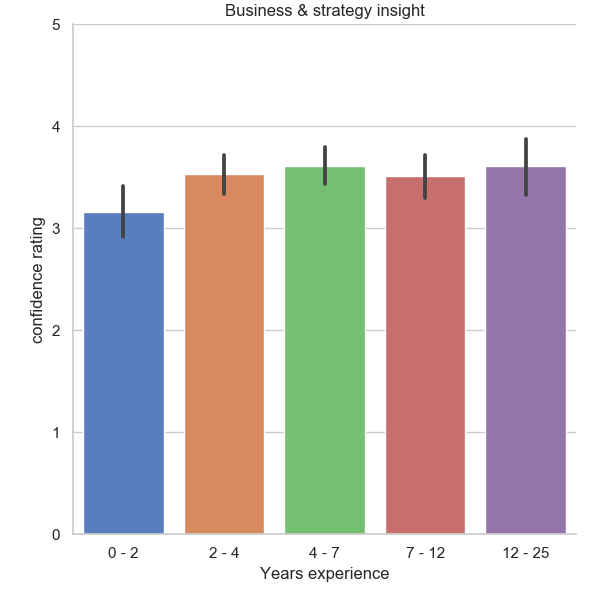 Business & strategy insight
5
4
3
2
1
0
confidence rating
0 - 2
2 - 4
4 - 7
7 - 12
12 - 25
Years experience